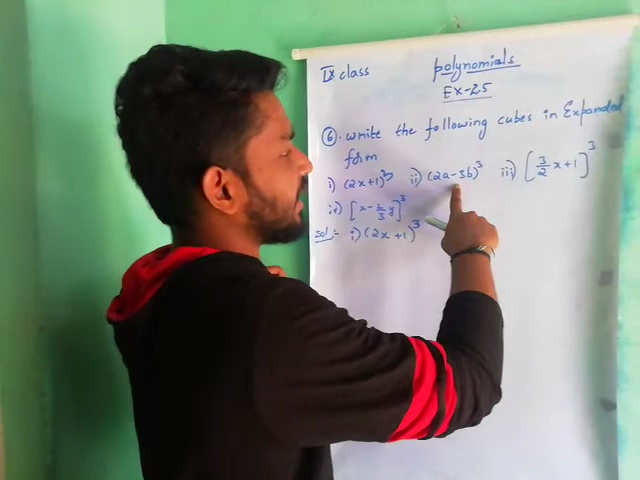 IX class
polynomials
Ex-2.5
⑥. write the following cubes in Expanded
form
i) (2x+1)³ ii) (2a-3b)³ iii) [3/2 x+1]³
iv) [x-2/3 y]³
sol:- i) (2x+1)³